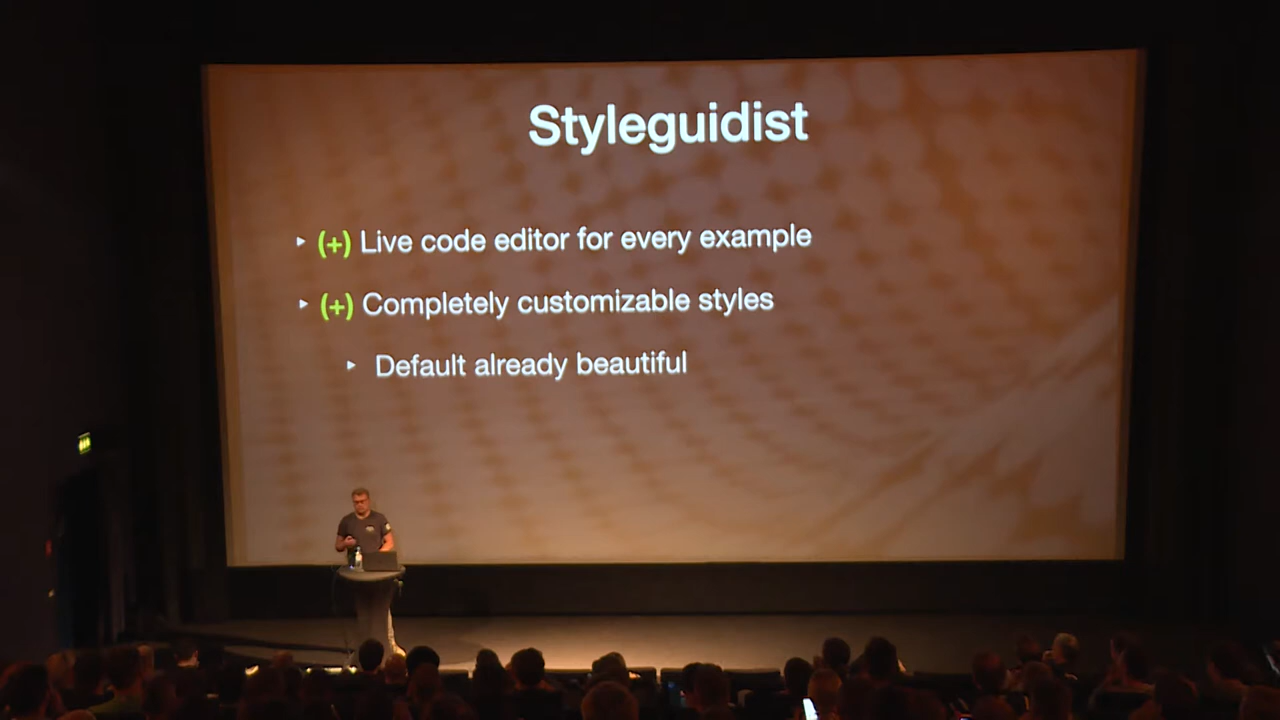 Styleguidist
▸ (+) Live code editor for every example
▸ (+) Completely customizable styles
▸ Default already beautiful